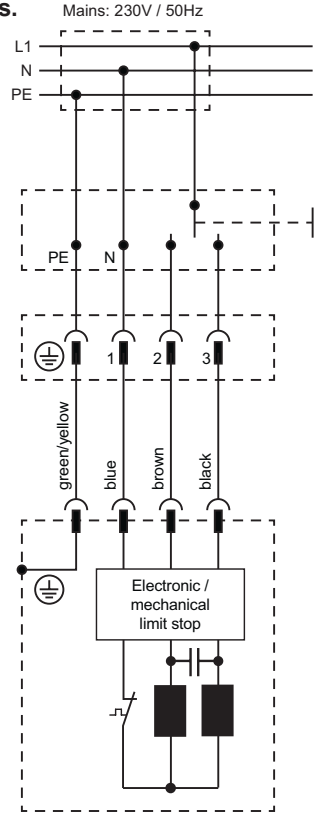 s.
Mains: 230V / 50Hz
L1
N
PE
PE N
1 2 3
green/yellow
blue
brown
black
Electronic /
mechanical
limit stop